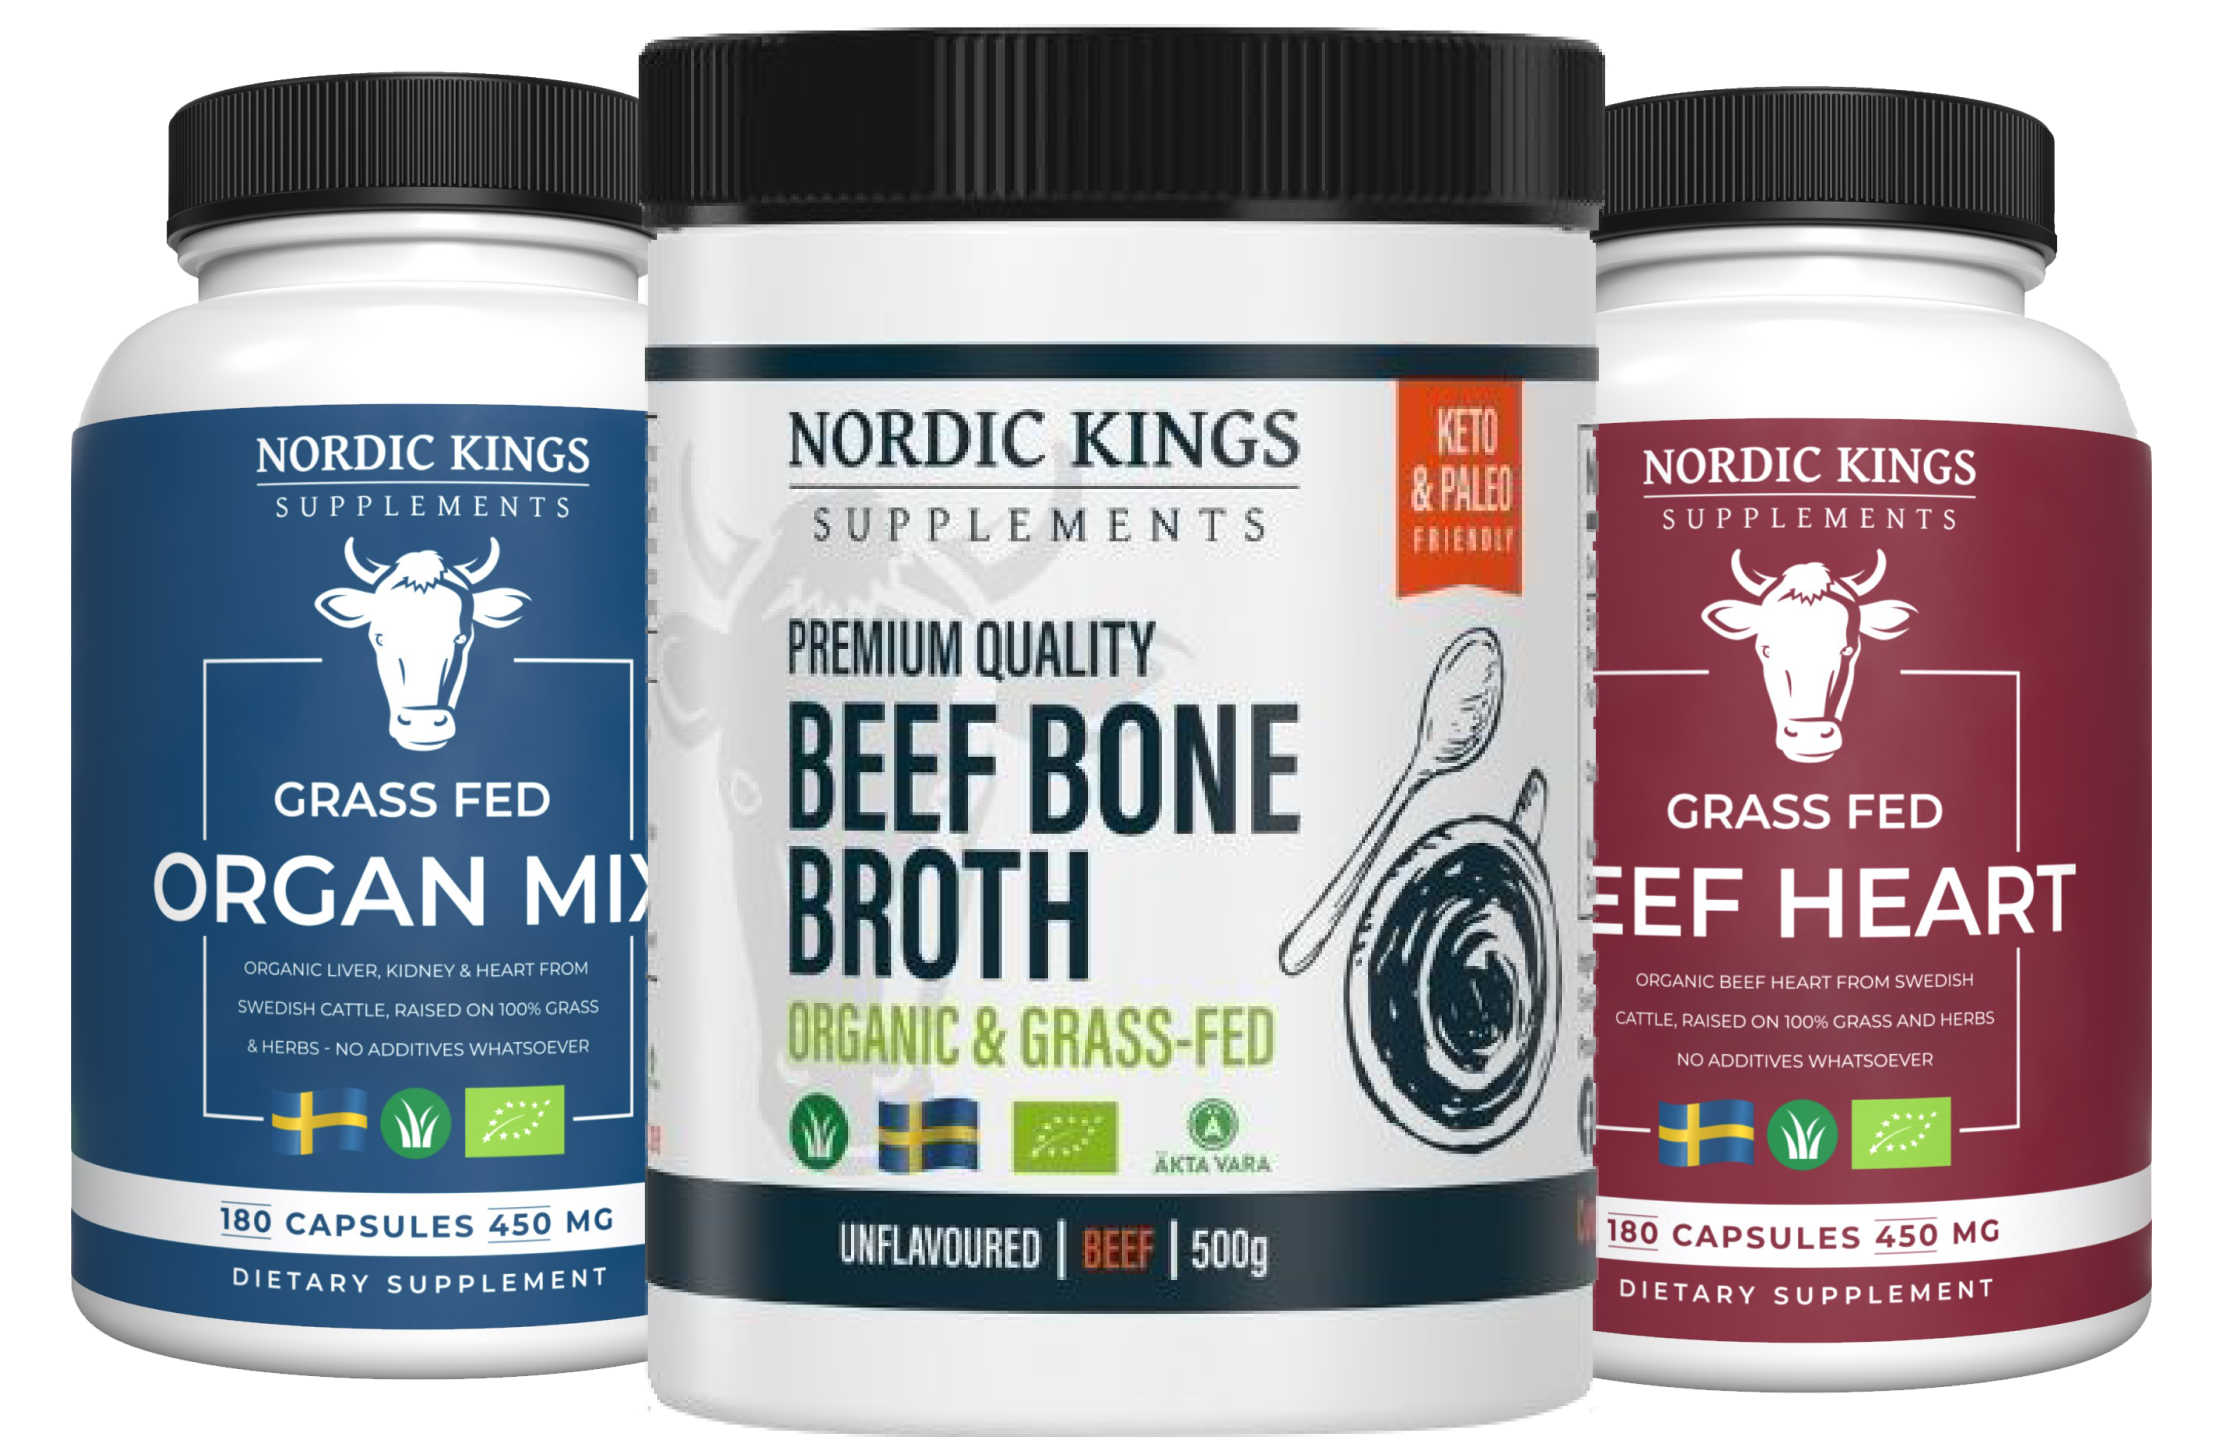 NORDIC KINGS
SUPPLEMENTS
GRASS FED
ORGAN MIX
ORGANIC LIVER, KIDNEY & HEART FROM
SWEDISH CATTLE, RAISED ON 100% GRASS
& HERBS - NO ADDITIVES WHATSOEVER
180 CAPSULES 450 MG
DIETARY SUPPLEMENT
NORDIC KINGS
SUPPLEMENTS
KETO
& PALEO
FRIENDLY
PREMIUM QUALITY
BEEF BONE
BROTH
ORGANIC & GRASS-FED
ÄKTA VARA
UNFLAVOURED | BEEF | 500g
NORDIC KINGS
SUPPLEMENTS
GRASS FED
EEF HEART
ORGANIC BEEF HEART FROM SWEDISH
CATTLE, RAISED ON 100% GRASS AND HERBS
NO ADDITIVES WHATSOEVER
180 CAPSULES 450 MG
DIETARY SUPPLEMENT